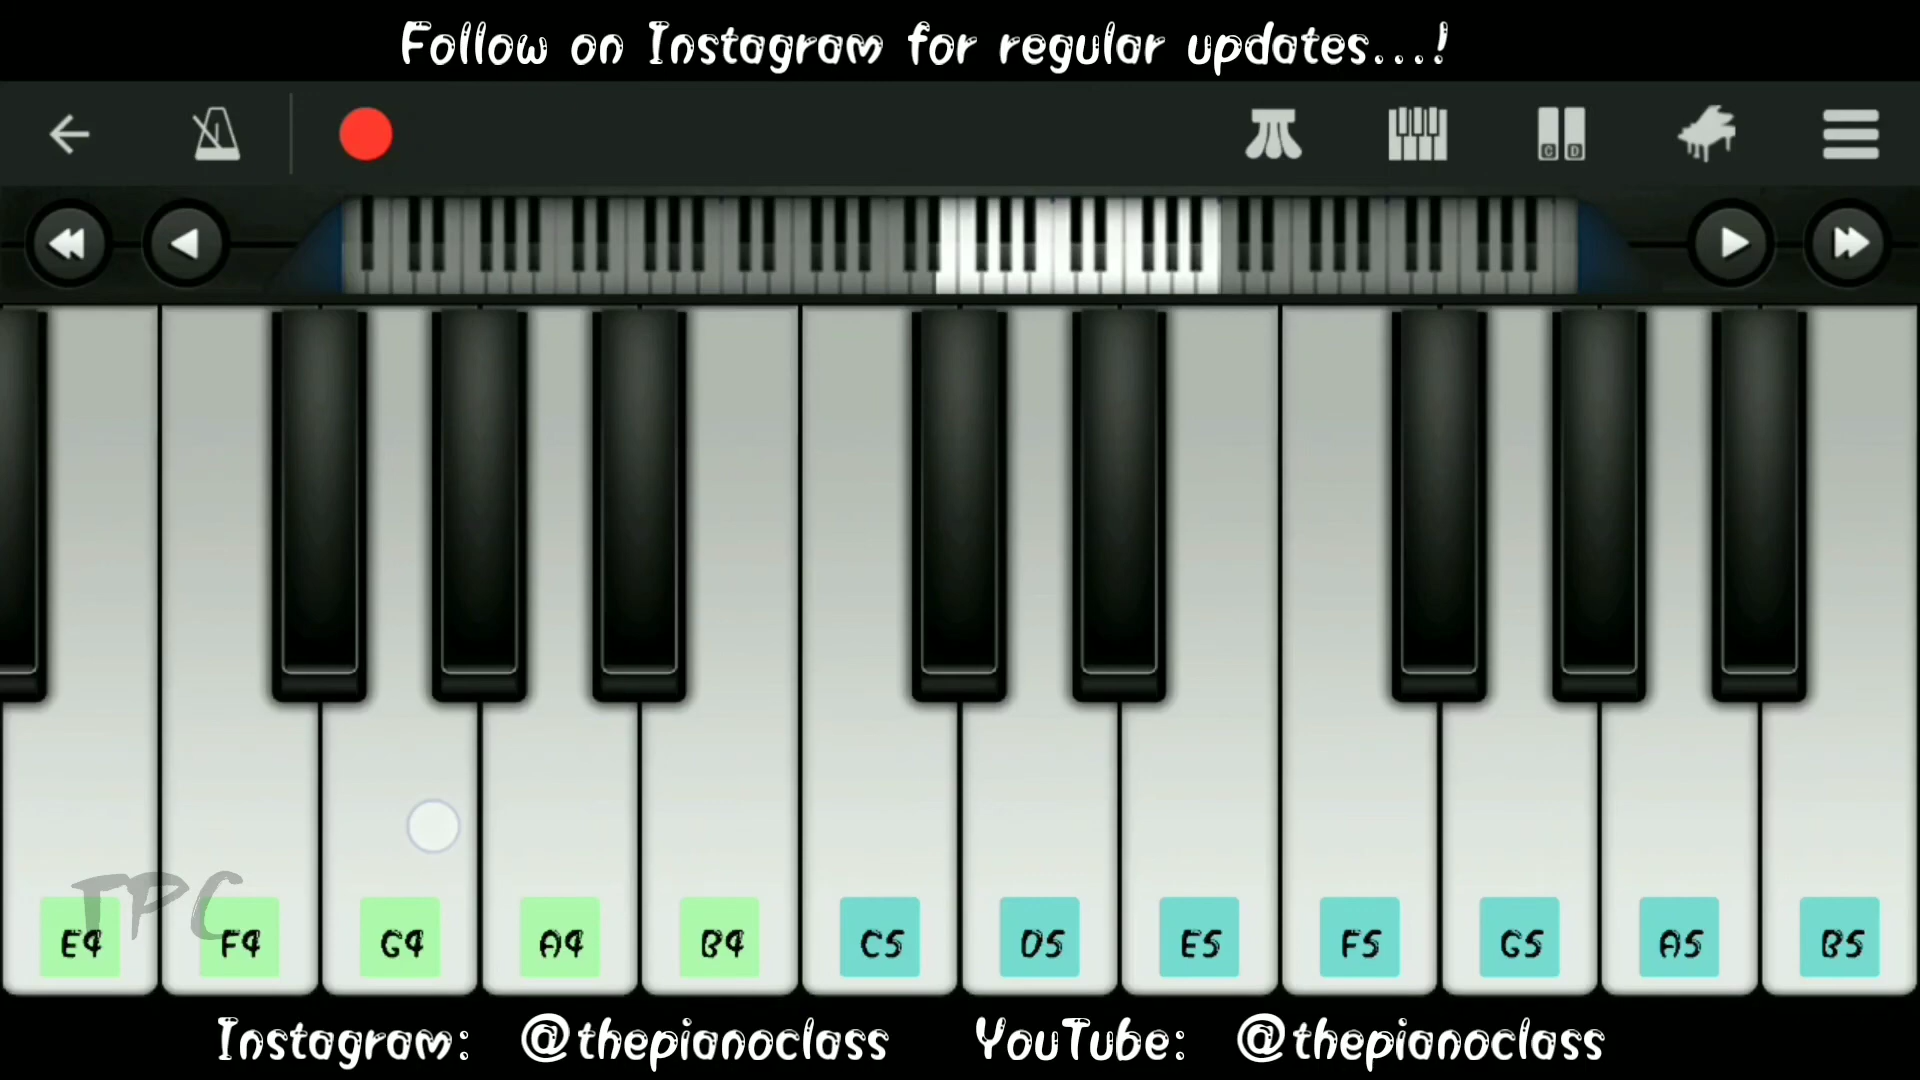 Follow on Instagram for regular updates...!
C D
TPC
E4 F4 G4 A4 B4 C5 D5 E5 F5 G5 A5 B5
Instagram: @thepianoclass YouTube: @thepianoclass